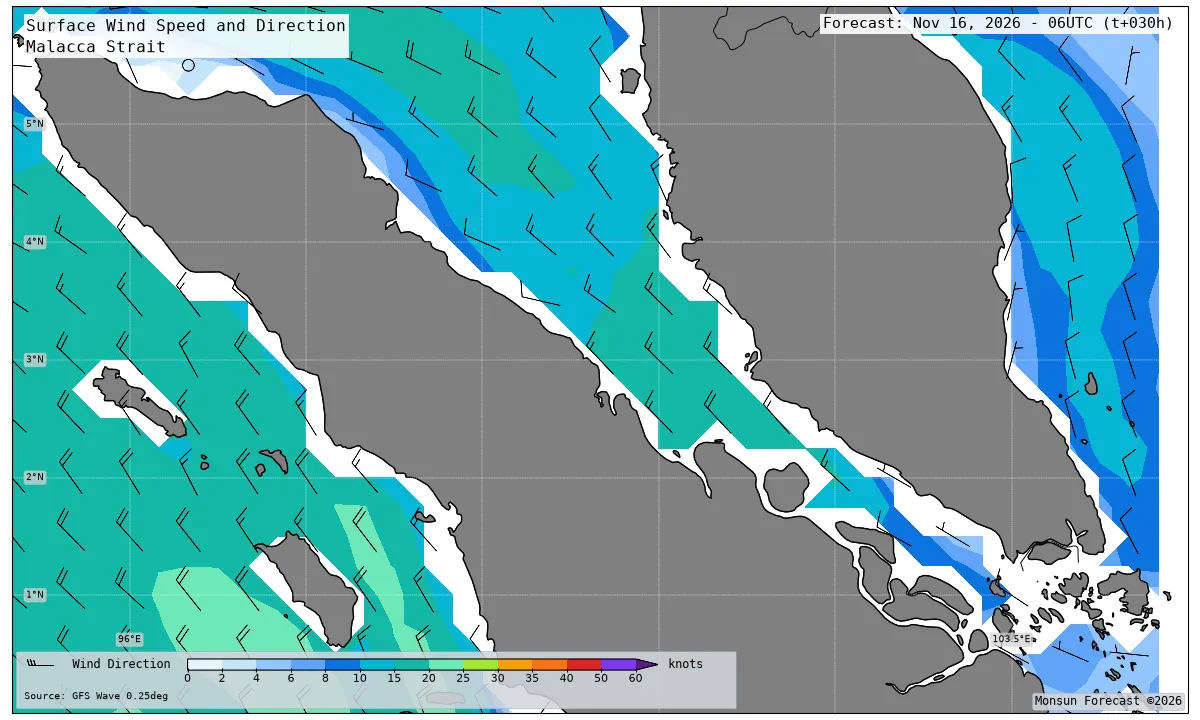 Surface Wind Speed and Direction
Malacca Strait
Forecast: Nov 16, 2026 - 06UTC (t+030h)
5°N
4°N
3°N
2°N
1°N
96°E
103.5°E
Wind Direction
0 2 4 6 8 10 15 20 25 30 35 40 50 60
knots
Source: GFS Wave 0.25deg
Monsun Forecast ©2026